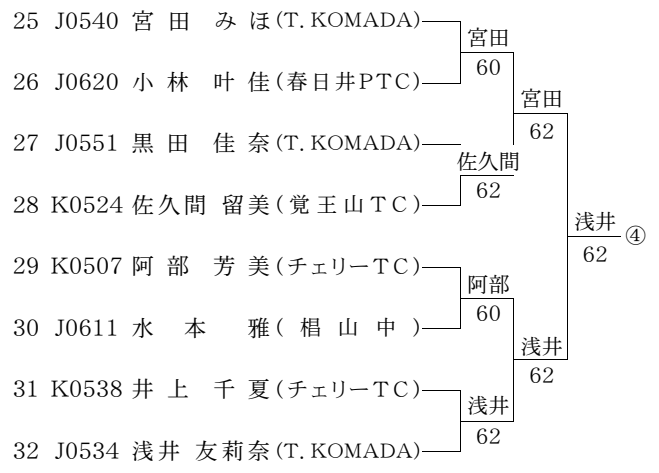 25 J0540 宮田 みほ(T. KOMADA)
宮田
26 J0620 小林 叶佳(春日井PTC)
60
宮田
27 J0551 黒田 佳奈(T. KOMADA)
62
佐久間
28 K0524 佐久間 留美(覚王山TC)
62
浅井 ④
62
29 K0507 阿部 芳美(チェリーTC)
阿部
30 J0611 水本 雅(椙山中)
60
浅井
31 K0538 井上 千夏(チェリーTC)
62
浅井
32 J0534 浅井 友莉奈(T. KOMADA)
62